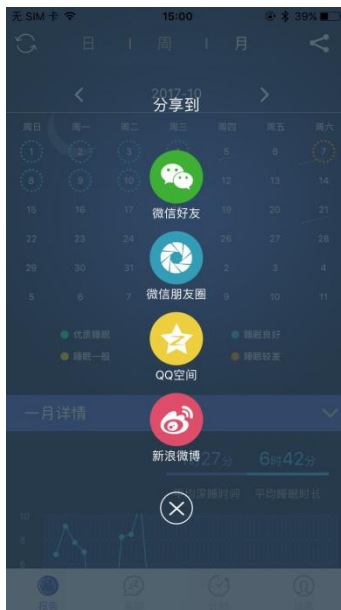 无 SIM 卡 15:00 39%
日 周 月
2017-10
分享到
周日 周一 周二 周三 周四 周五 周六
1 2 3 5 6 7
8 9 10 12 13 14
微信好友
15 16 17 19 20 21
22 23 24 26 27 28
29 30 31 2 3 4
微信朋友圈
5 6 7 9 10 11
优质睡眠 睡眠良好
睡眠一般 睡眠较差
QQ空间
一月详情
新浪微博
27分 6时42分
深睡时间 平均睡眠时长
10
8
6